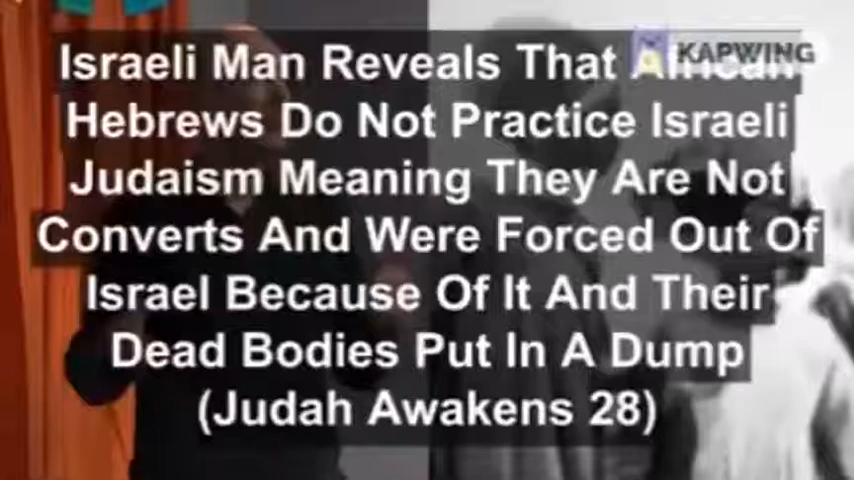 Israeli Man Reveals That African
KAPWING
Hebrews Do Not Practice Israeli
Judaism Meaning They Are Not
Converts And Were Forced Out Of
Israel Because Of It And Their
Dead Bodies Put In A Dump
(Judah Awakens 28)